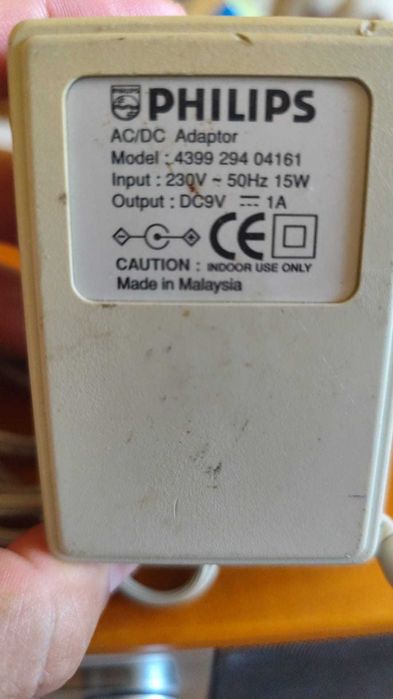 PHILIPS
AC/DC Adaptor
Model : 4399 294 04161
Input : 230V ~ 50Hz 15W
Output : DC9V ⎓ 1A
CE
CAUTION : INDOOR USE ONLY
Made in Malaysia